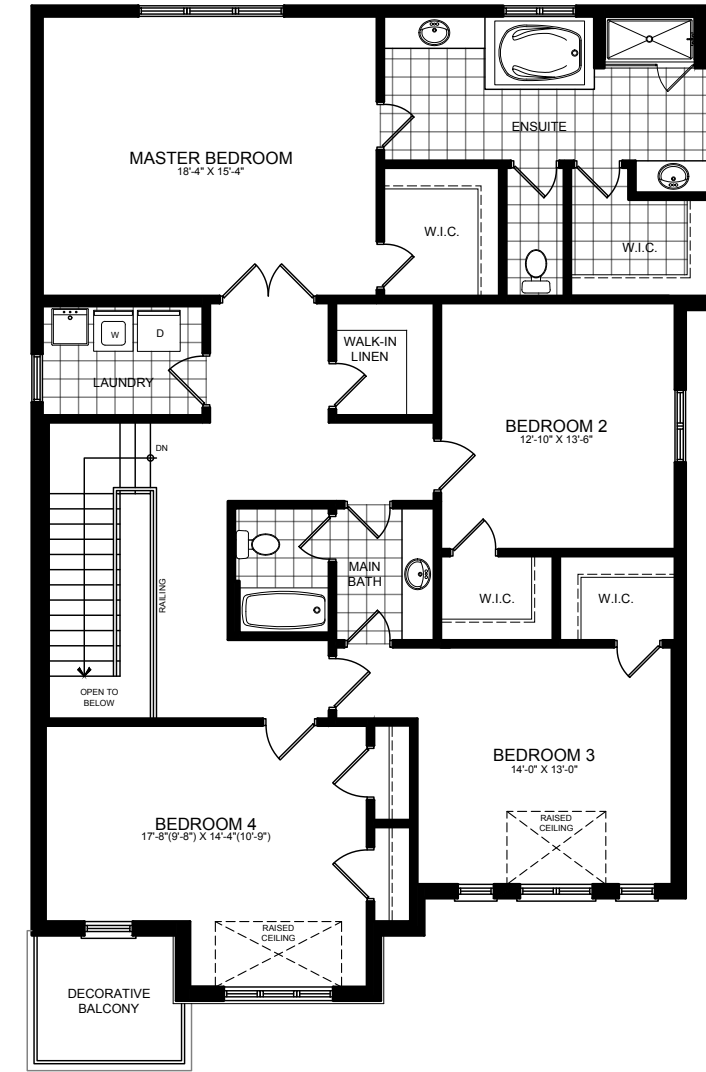 ENSUITE
MASTER BEDROOM
18'-4" X 15'-4"
W.I.C.
W.I.C.
W
D
LAUNDRY
WALK-IN
LINEN
BEDROOM 2
12'-10" X 13'-6"
DN
MAIN
BATH
RAILING
W.I.C.
W.I.C.
OPEN TO
BELOW
BEDROOM 3
14'-0" X 13'-0"
BEDROOM 4
17'-8"(9'-8") X 14'-4"(10'-9")
RAISED
CEILING
RAISED
CEILING
DECORATIVE
BALCONY